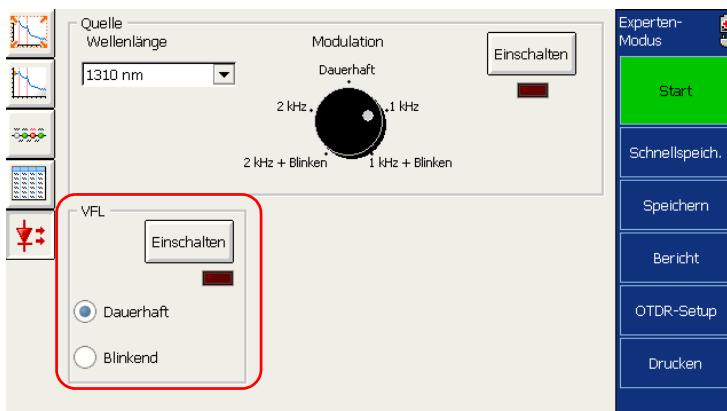 Quelle
Wellenlänge
1310 nm
Modulation
Dauerhaft
2 kHz
1 kHz
2 kHz + Blinken
1 kHz + Blinken
Einschalten
VFL
Einschalten
Dauerhaft
Blinkend
Experten-
Modus
Start
Schnellspeich.
Speichern
Bericht
OTDR-Setup
Drucken